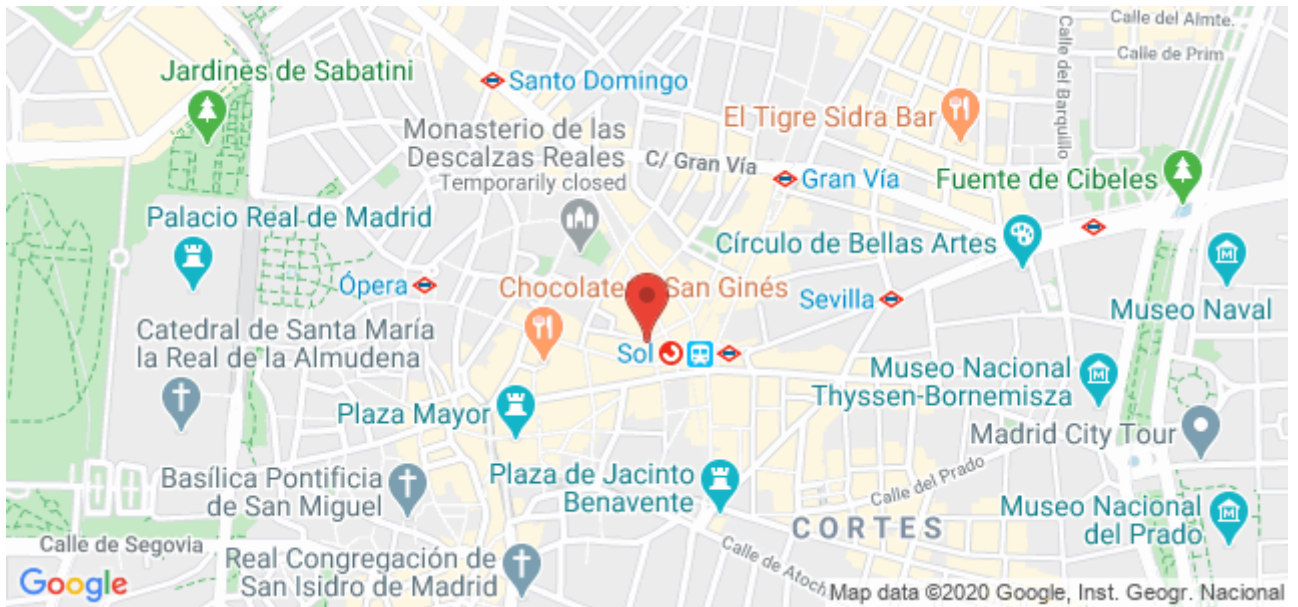 Calle del Almte.
Calle de Prim
Calle del Barquillo
Jardines de Sabatini
Santo Domingo
El Tigre Sidra Bar
Monasterio de las
Descalzas Reales
Temporarily closed
C/ Gran Vía
Gran Vía
Fuente de Cibeles
Palacio Real de Madrid
Círculo de Bellas Artes
Ópera
Chocolate San Ginés
Sevilla
Museo Naval
Catedral de Santa María
la Real de la Almudena
Sol
Museo Nacional
Thyssen-Bornemisza
Plaza Mayor
Madrid City Tour
Basílica Pontificia
de San Miguel
Plaza de Jacinto
Benavente
Calle del Prado
Museo Nacional
del Prado
CORTES
Calle de Segovia
Real Congregación de
San Isidro de Madrid
Calle de Atoch
Google
Map data ©2020 Google, Inst. Geogr. Nacional